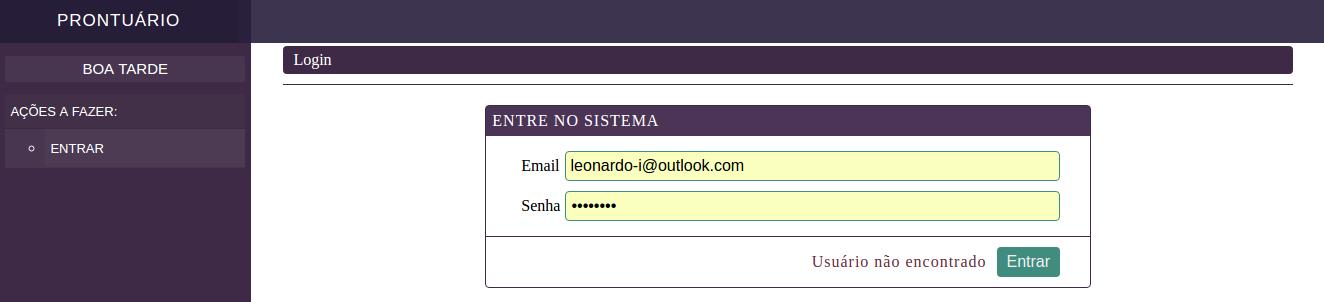 PRONTUÁRIO
BOA TARDE
AÇÕES A FAZER:
ENTRAR
Login
ENTRE NO SISTEMA
Email leonardo-i@outlook.com
Senha ••••••••
Usuário não encontrado Entrar